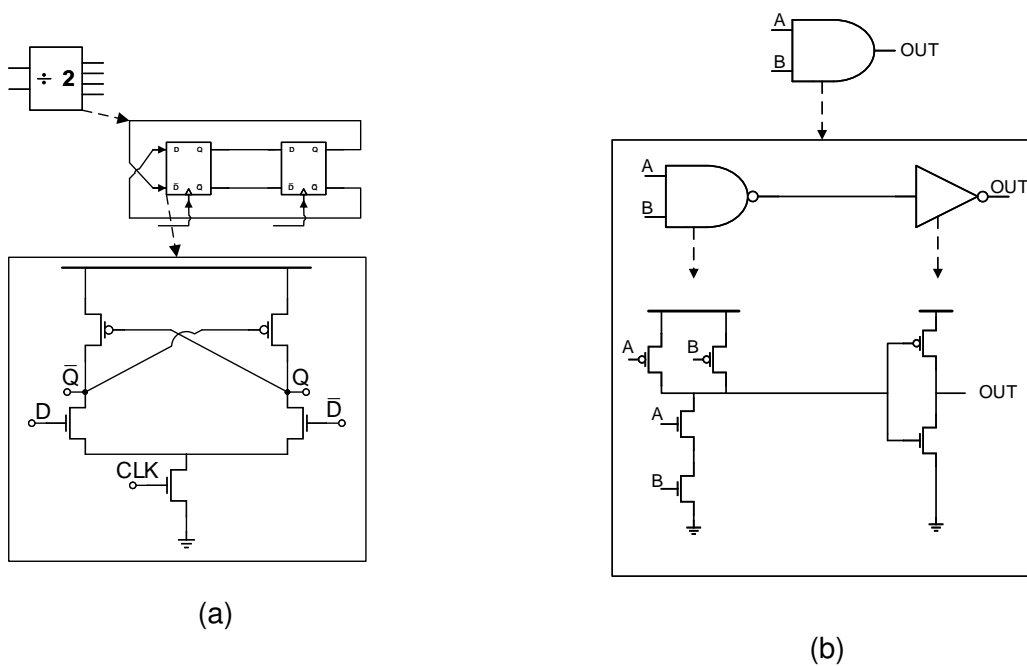 ÷ 2
D Q D Q
D̅ Q̅ D̅ Q̅
Q̅ Q
D D̅
CLK
(a)
A
B OUT
A
B OUT
A B
A OUT
B
(b)